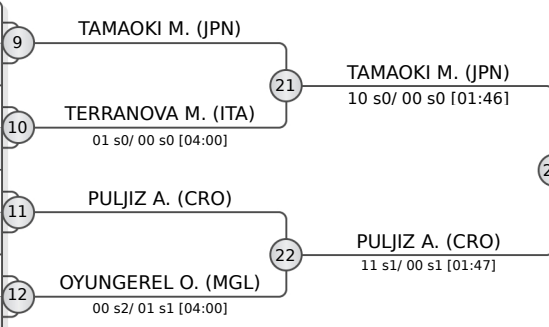 TAMAOKI M. (JPN)
9
21
TAMAOKI M. (JPN)
10 s0/ 00 s0 [01:46]
TERRANOVA M. (ITA)
10
01 s0/ 00 s0 [04:00]
PULJIZ A. (CRO)
11
22
PULJIZ A. (CRO)
11 s1/ 00 s1 [01:47]
OYUNGEREL O. (MGL)
12
00 s2/ 01 s1 [04:00]